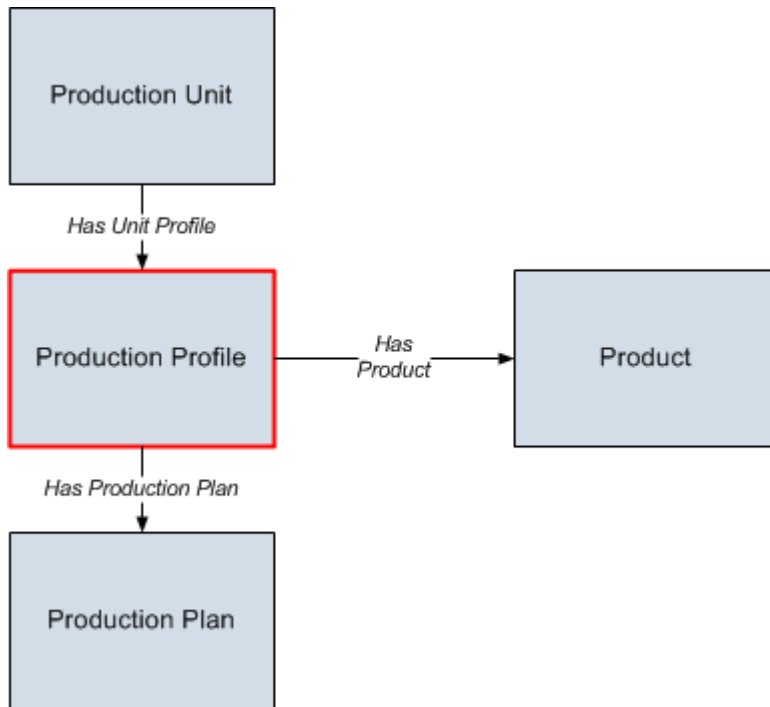 Production Unit
Has Unit Profile
Production Profile
Has
Product
Product
Has Production Plan
Production Plan